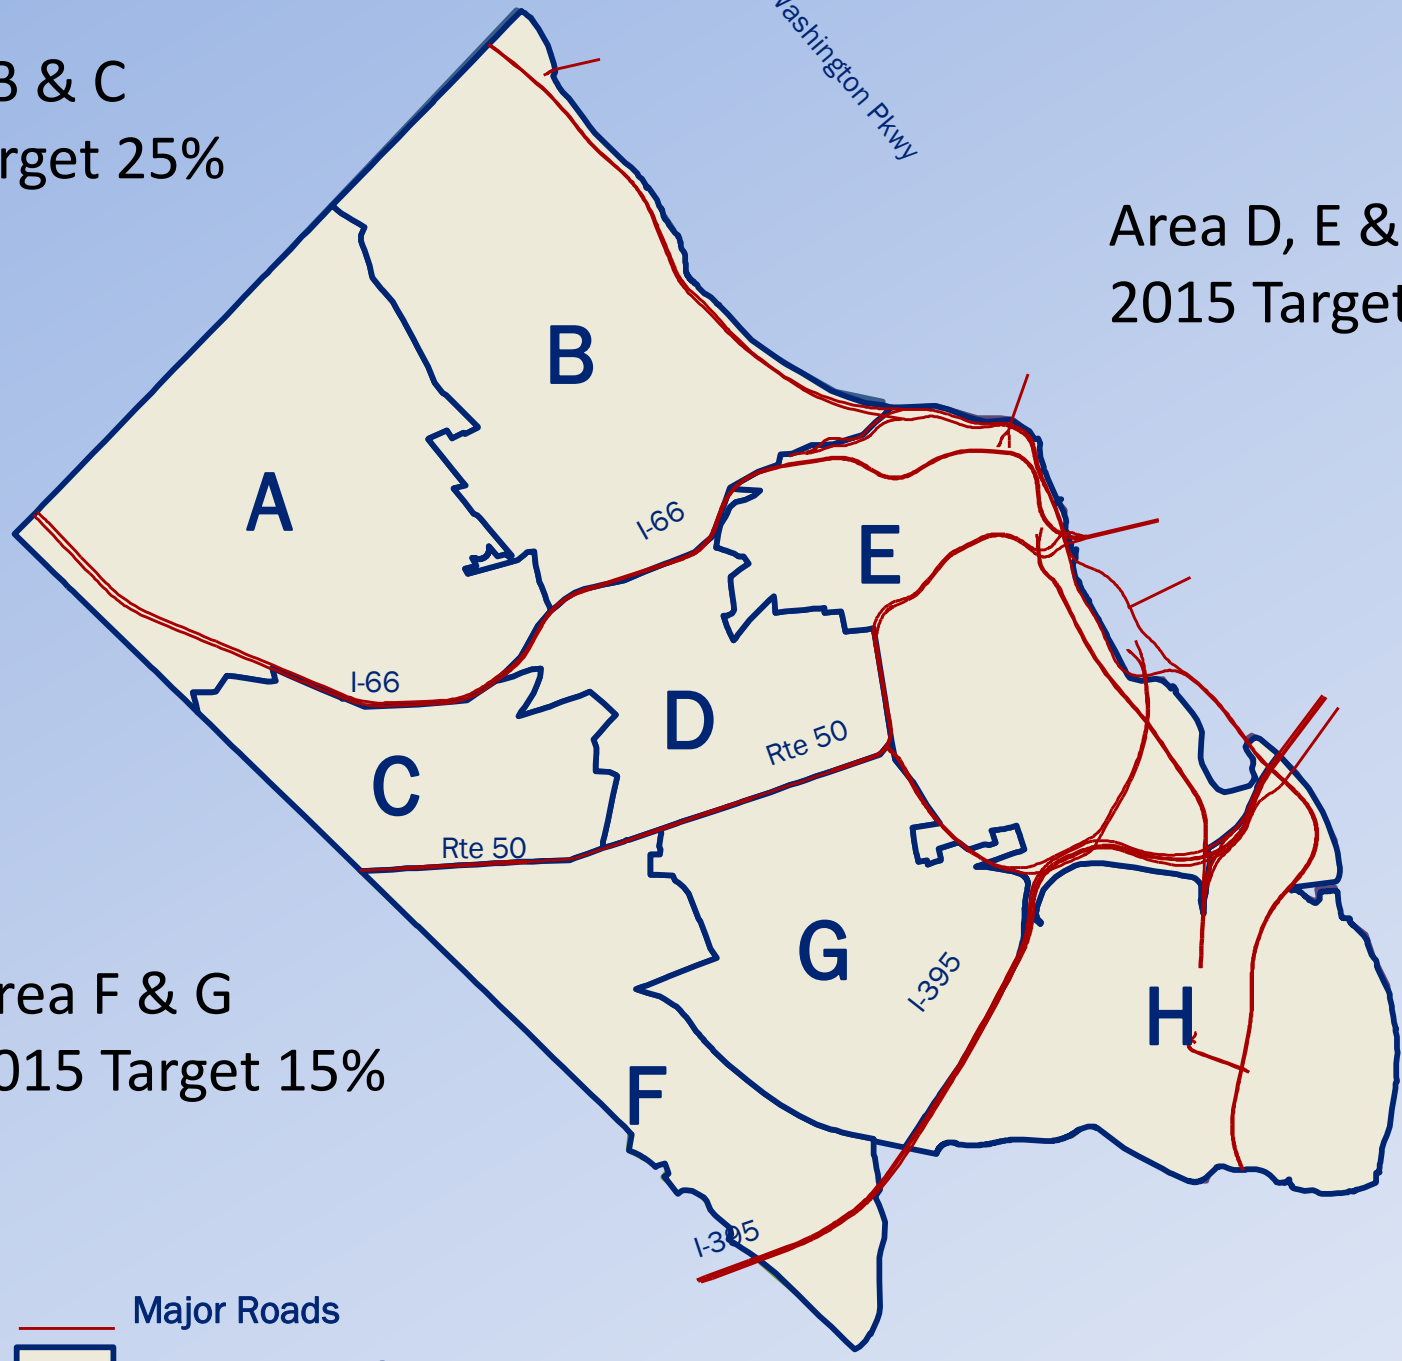 Washington Pkwy
B & C
rget 25%
Area D, E &
2015 Target
B
A
I-66
E
I-66
D
Rte 50
C
Rte 50
G
I-395
H
rea F & G
015 Target 15%
F
I-395
Major Roads